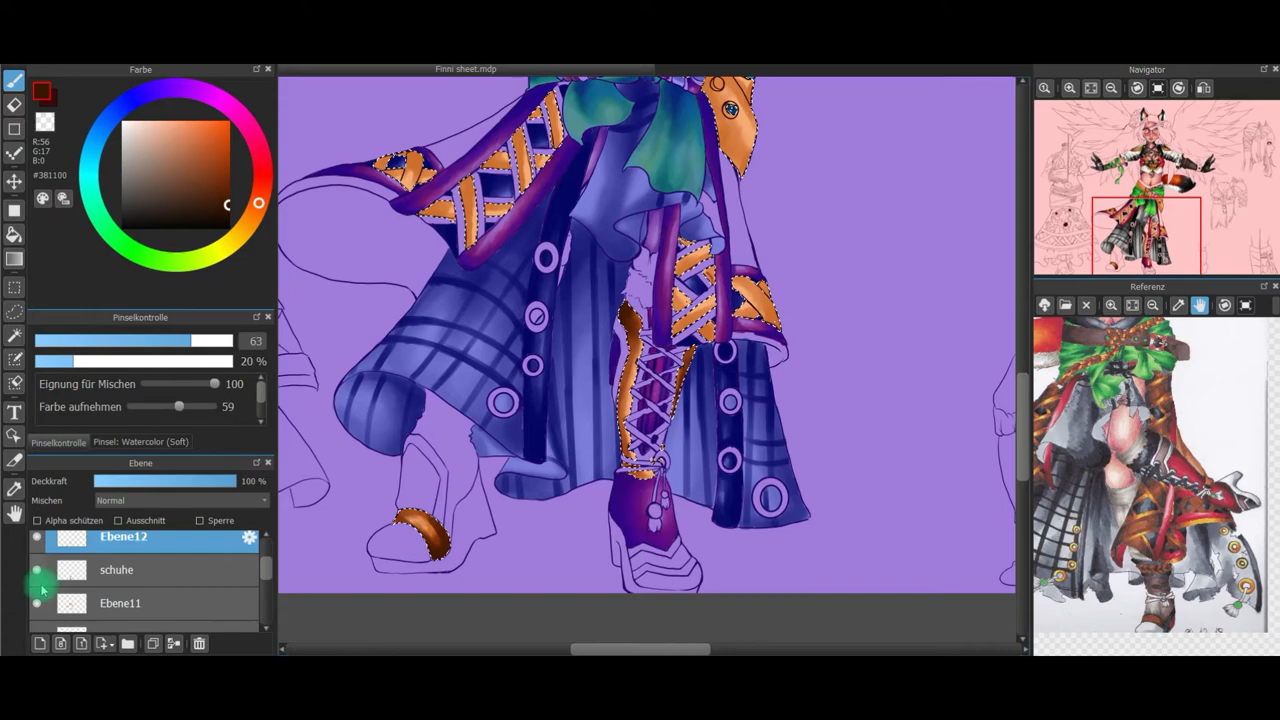 Farbe
Finni sheet.mdp
Navigator
R:56
G:17
B:0
#381100
Referenz
Pinselkontrolle
63
20 %
Eignung für Mischen 100
Farbe aufnehmen 59
Pinselkontrolle Pinsel: Watercolor (Soft)
Ebene
Deckkraft 100 %
Mischen Normal
Alpha schützen Ausschnitt Sperre
Ebene12
schuhe
Ebene11